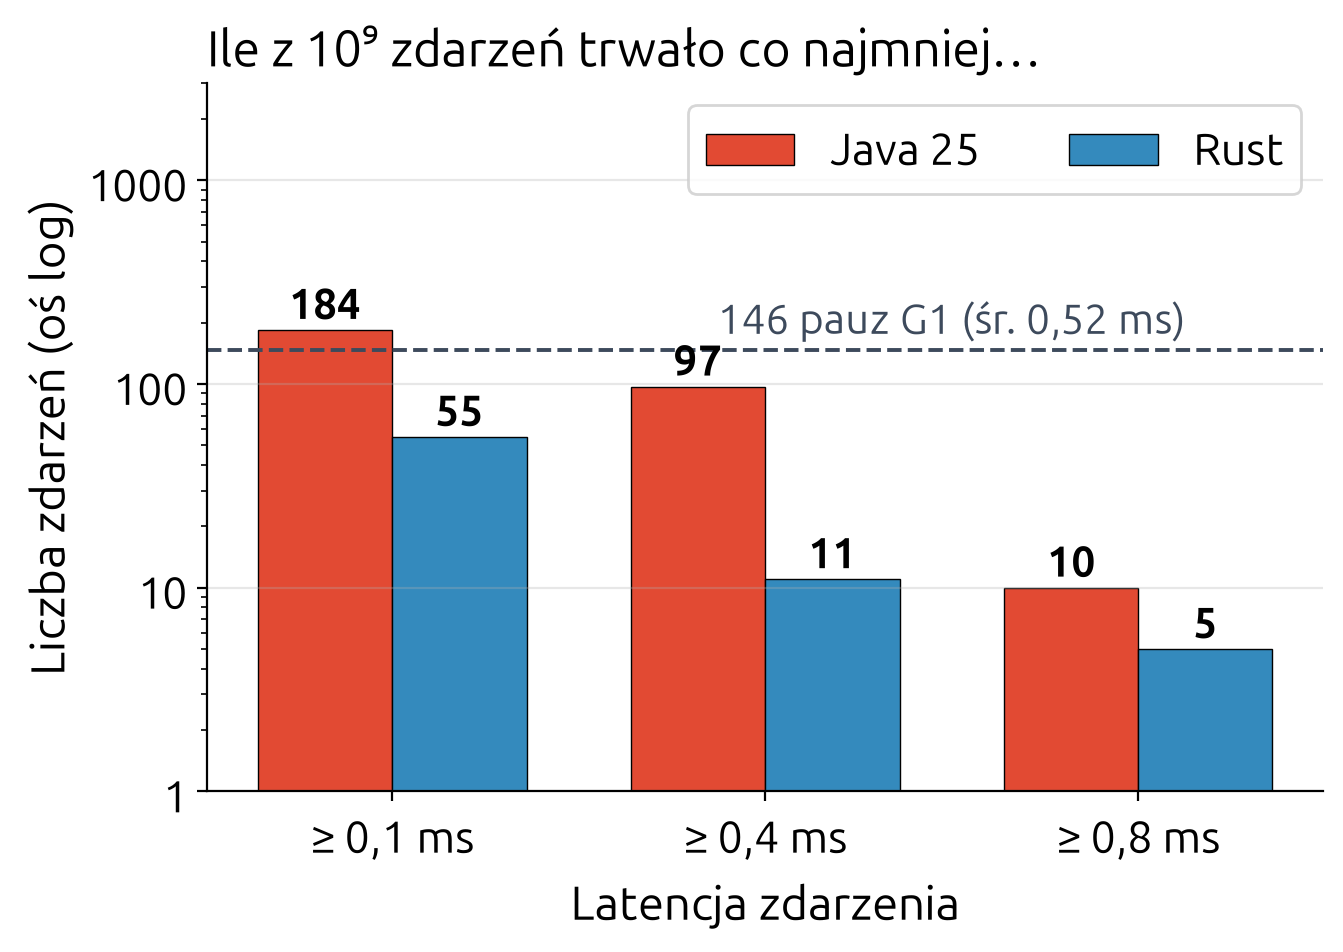 Ile z 10⁹ zdarzeń trwało co najmniej…
Java 25
Rust
Liczba zdarzeń (oś log)
1000
100
10
1
146 pauz G1 (śr. 0,52 ms)
184
55
97
11
10
5
≥ 0,1 ms
≥ 0,4 ms
≥ 0,8 ms
Latencja zdarzenia